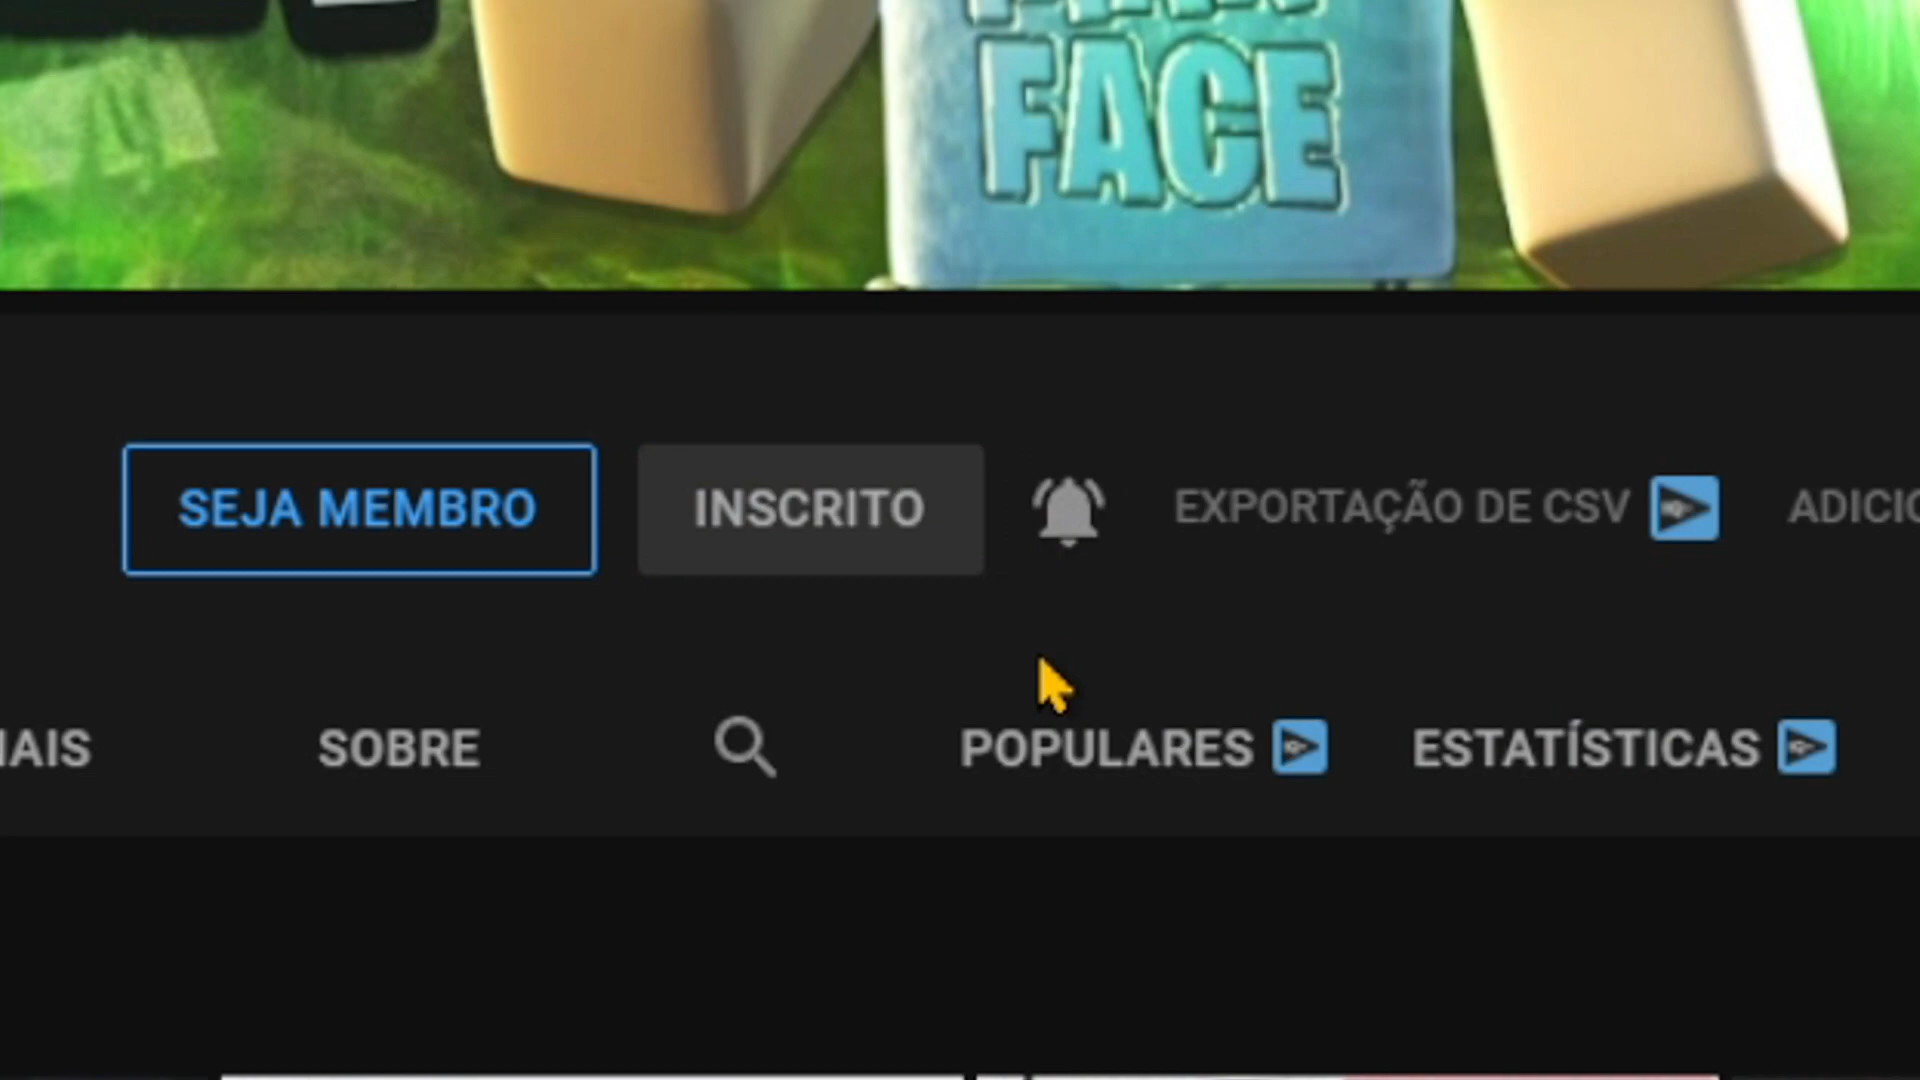 FACE
SEJA MEMBRO
INSCRITO
EXPORTAÇÃO DE CSV
SOBRE
POPULARES
ESTATÍSTICAS